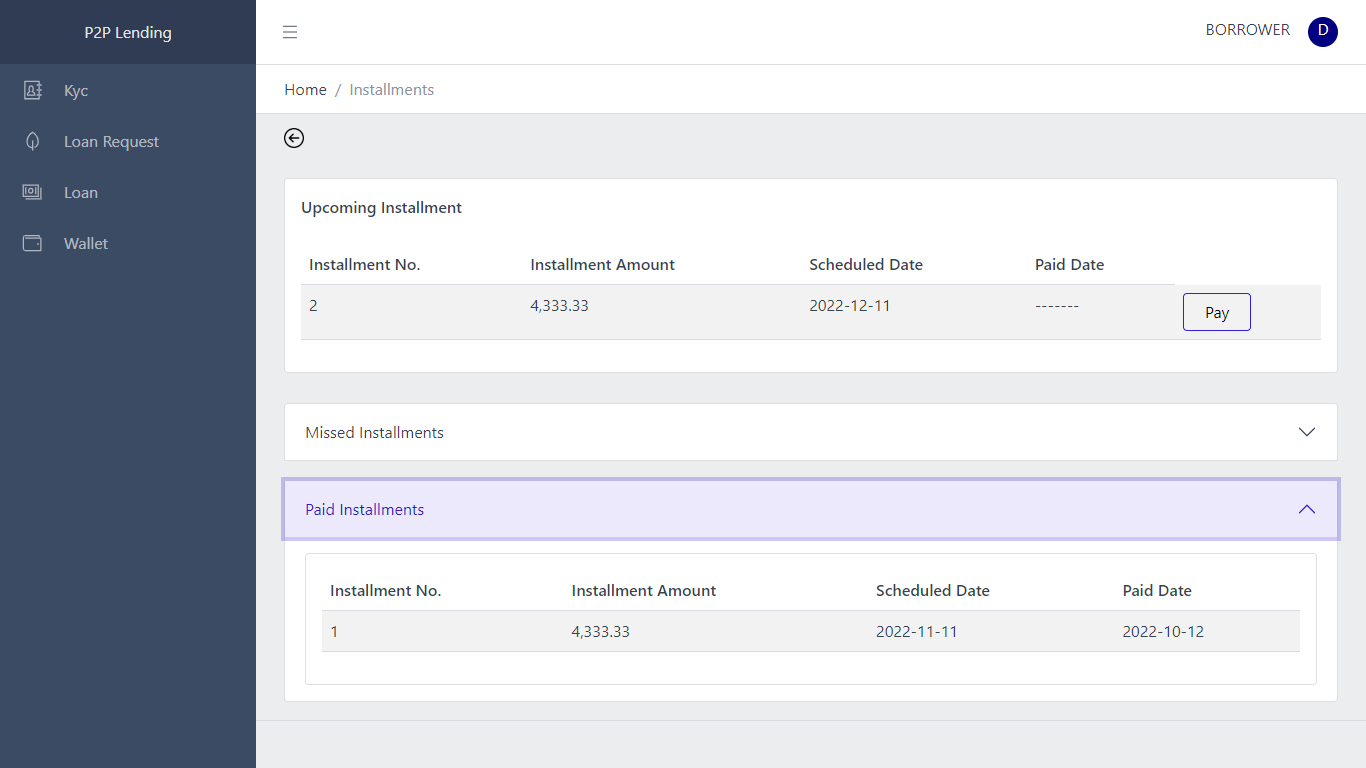 P2P Lending
BORROWER D
Kyc
Loan Request
Loan
Wallet
Home / Installments
Upcoming Installment
Installment No. Installment Amount Scheduled Date Paid Date
2 4,333.33 2022-12-11 ------- Pay
Missed Installments
Paid Installments
Installment No. Installment Amount Scheduled Date Paid Date
1 4,333.33 2022-11-11 2022-10-12